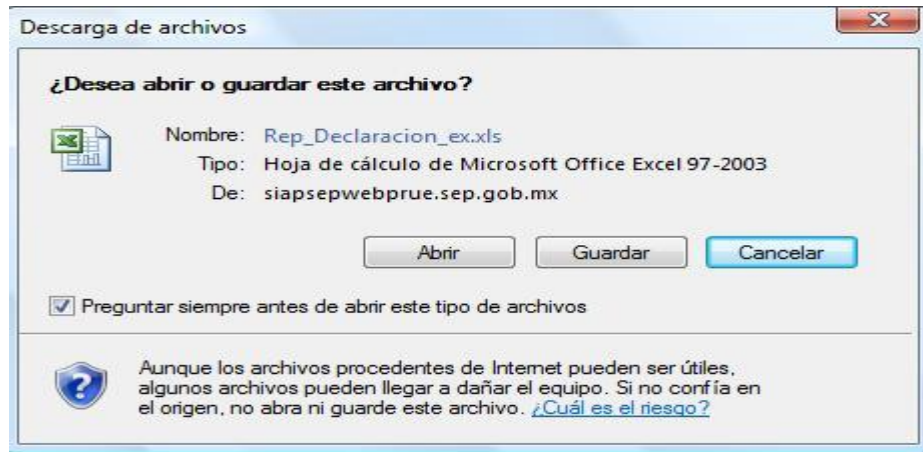 Descarga de archivos
¿Desea abrir o guardar este archivo?
Nombre: Rep_Declaracion_ex.xls
Tipo: Hoja de cálculo de Microsoft Office Excel 97-2003
De: siapsepwebprue.sep.gob.mx
Abrir Guardar Cancelar
Preguntar siempre antes de abrir este tipo de archivos
Aunque los archivos procedentes de Internet pueden ser útiles,
algunos archivos pueden llegar a dañar el equipo. Si no confía en
el origen, no abra ni guarde este archivo. ¿Cuál es el riesgo?